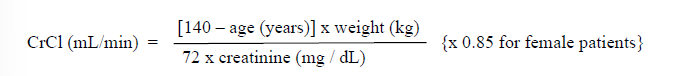 [140 – age (years)] x weight (kg)
CrCl (mL/min) = {x 0.85 for female patients}
72 x creatinine (mg / dL)